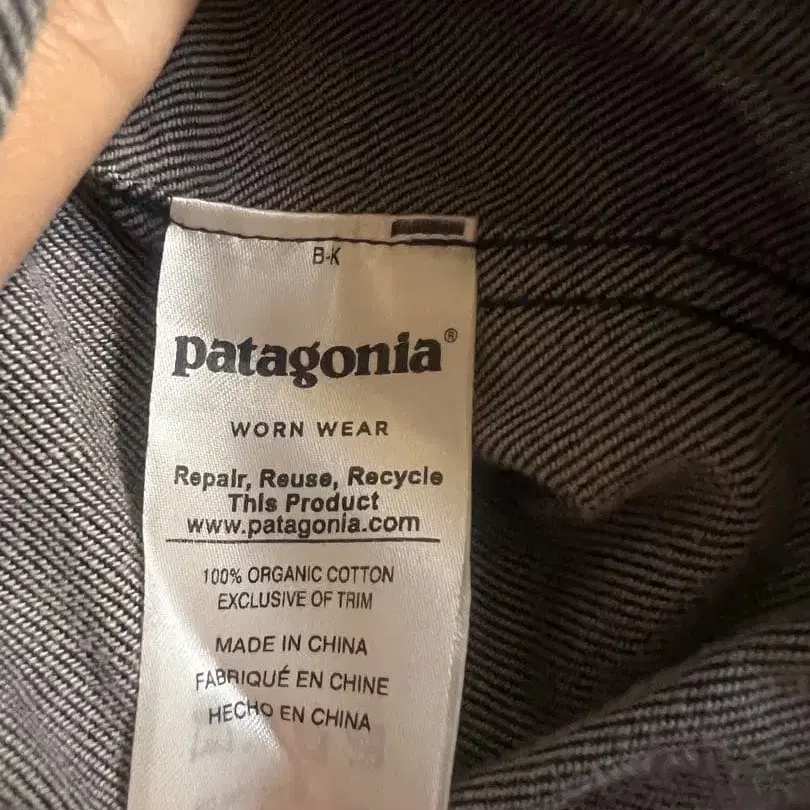 B-K
patagonia®
WORN WEAR
Repair, Reuse, Recycle
This Product
www.patagonia.com
100% ORGANIC COTTON
EXCLUSIVE OF TRIM
MADE IN CHINA
FABRIQUÉ EN CHINE
HECHO EN CHINA